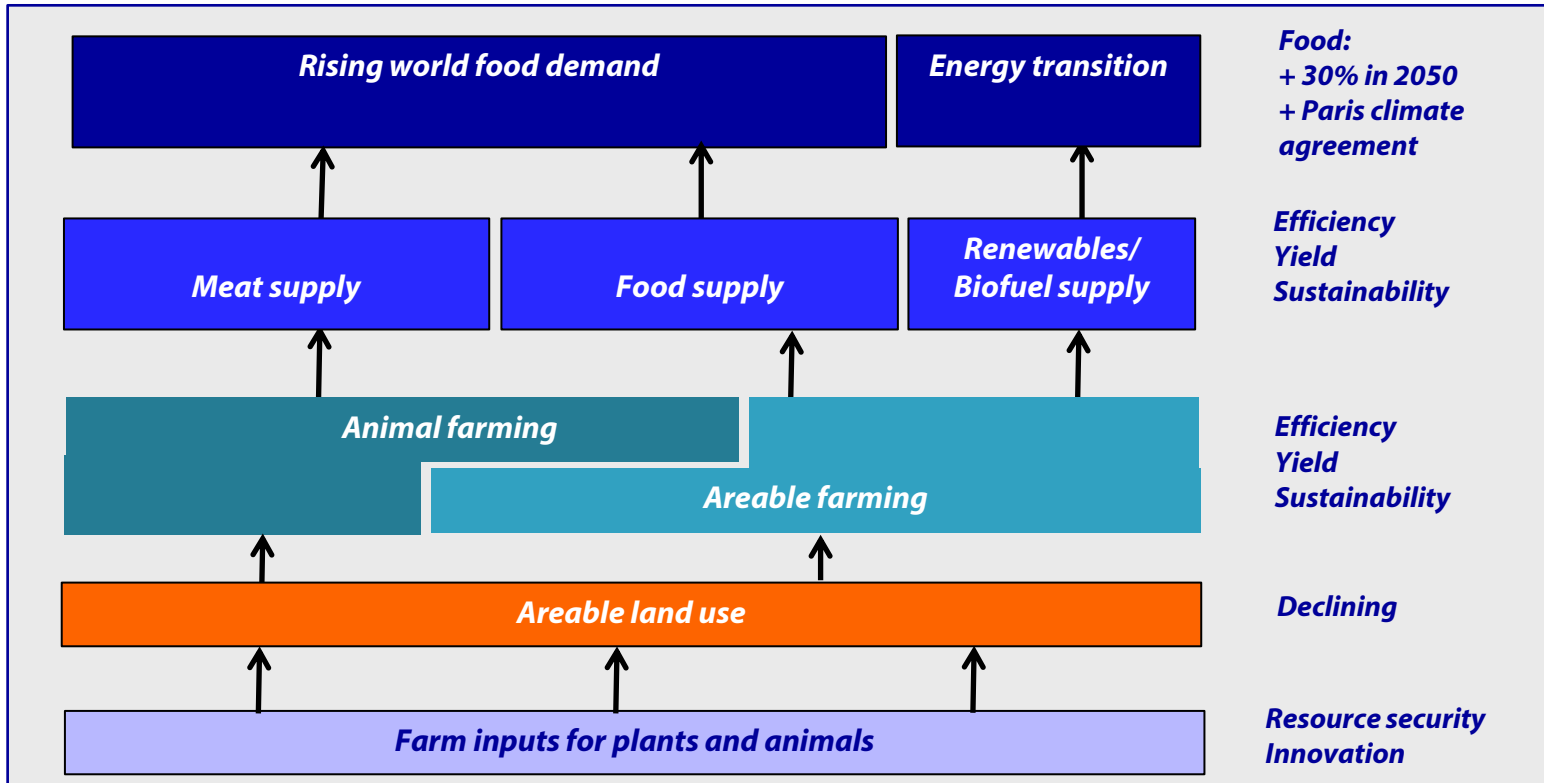 Rising world food demand
Energy transition
Food:
+ 30% in 2050
+ Paris climate
agreement
Meat supply
Food supply
Renewables/
Biofuel supply
Efficiency
Yield
Sustainability
Animal farming
Areable farming
Efficiency
Yield
Sustainability
Areable land use
Declining
Farm inputs for plants and animals
Resource security
Innovation